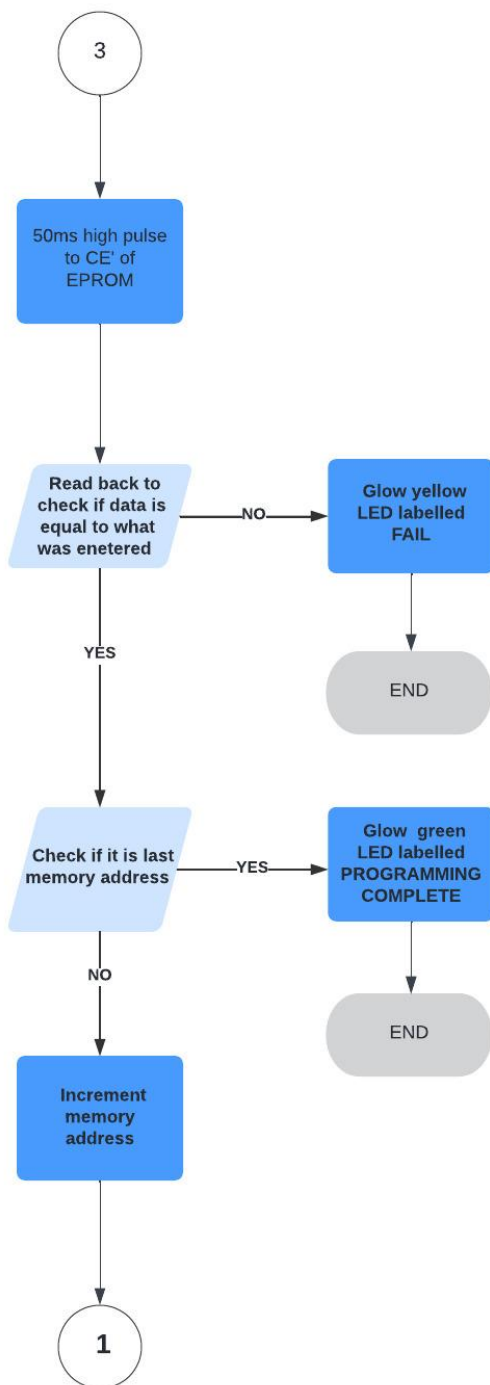 3
50ms high pulse
to CE' of
EPROM
Read back to
check if data is
equal to what
was enetered
NO
Glow yellow
LED labelled
FAIL
YES
END
Check if it is last
memory address
YES
Glow green
LED labelled
PROGRAMMING
COMPLETE
NO
END
Increment
memory
address
1